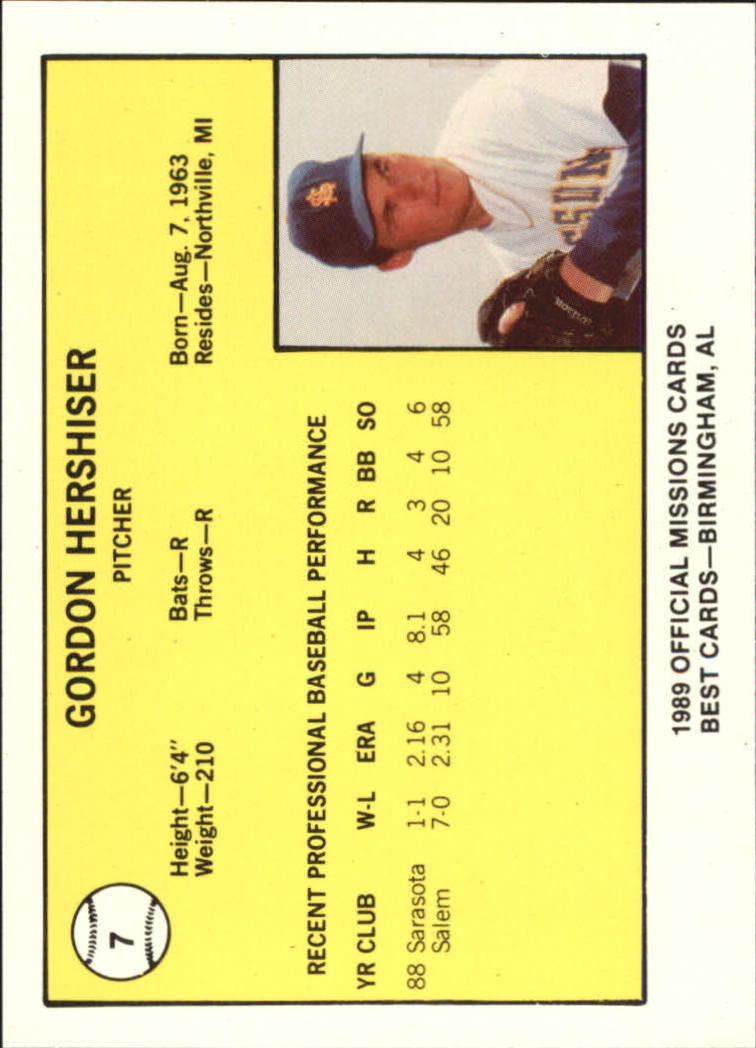 7
GORDON HERSHISER
PITCHER
Height—6'4" Bats—R Born—Aug. 7, 1963
Weight—210 Throws—R Resides—Northville, MI
RECENT PROFESSIONAL BASEBALL PERFORMANCE
YR CLUB W-L ERA G IP H R BB SO
88 Sarasota 1-1 2.16 4 8.1 4 3 4 6
Salem 7-0 2.31 10 58 46 20 10 58
1989 OFFICIAL MISSIONS CARDS
BEST CARDS—BIRMINGHAM, AL